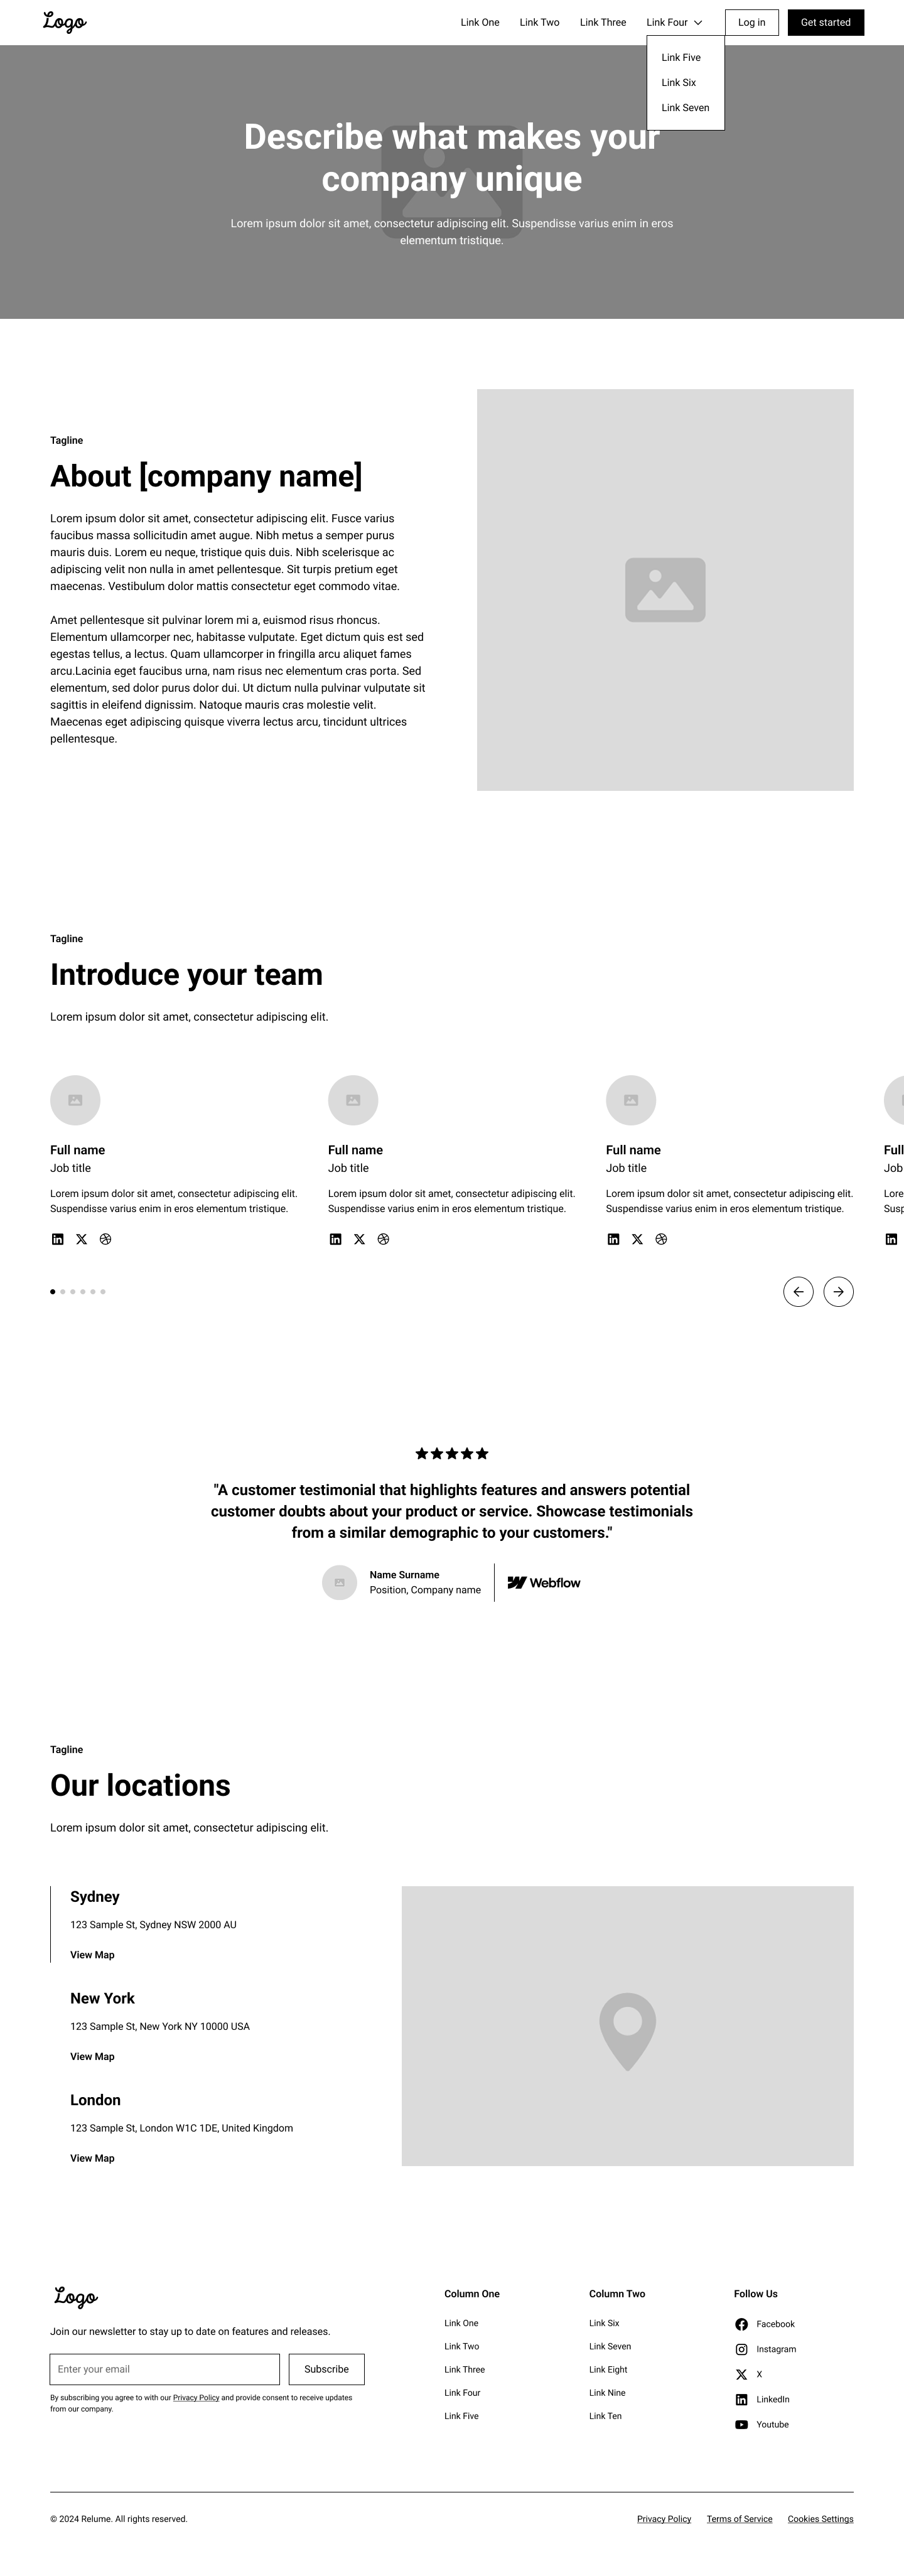 Logo
Link One
Link Two
Link Three
Link Four
Log in
Get started
Link Five
Link Six
Link Seven
Describe what makes your
company unique
Lorem ipsum dolor sit amet, consectetur adipiscing elit. Suspendisse varius enim in eros
elementum tristique.
Tagline
About [company name]
Lorem ipsum dolor sit amet, consectetur adipiscing elit. Fusce varius
faucibus massa sollicitudin amet augue. Nibh metus a semper purus
mauris duis. Lorem eu neque, tristique quis duis. Nibh scelerisque ac
adipiscing velit non nulla in amet pellentesque. Sit turpis pretium eget
maecenas. Vestibulum dolor mattis consectetur eget commodo vitae.
Amet pellentesque sit pulvinar lorem mi a, euismod risus rhoncus.
Elementum ullamcorper nec, habitasse vulputate. Eget dictum quis est sed
egestas tellus, a lectus. Quam ullamcorper in fringilla arcu aliquet fames
arcu.Lacinia eget faucibus urna, nam risus nec elementum cras porta. Sed
elementum, sed dolor purus dolor dui. Ut dictum nulla pulvinar vulputate sit
sagittis in eleifend dignissim. Natoque mauris cras molestie velit.
Maecenas eget adipiscing quisque viverra lectus arcu, tincidunt ultrices
pellentesque.
Tagline
Introduce your team
Lorem ipsum dolor sit amet, consectetur adipiscing elit.
Full name
Job title
Lorem ipsum dolor sit amet, consectetur adipiscing elit.
Suspendisse varius enim in eros elementum tristique.
Full name
Job title
Lorem ipsum dolor sit amet, consectetur adipiscing elit.
Suspendisse varius enim in eros elementum tristique.
Full name
Job title
Lorem ipsum dolor sit amet, consectetur adipiscing elit.
Suspendisse varius enim in eros elementum tristique.
Full
Job
Lore
Susp
"A customer testimonial that highlights features and answers potential
customer doubts about your product or service. Showcase testimonials
from a similar demographic to your customers."
Name Surname
Position, Company name
Webflow
Tagline
Our locations
Lorem ipsum dolor sit amet, consectetur adipiscing elit.
Sydney
123 Sample St, Sydney NSW 2000 AU
View Map
New York
123 Sample St, New York NY 10000 USA
View Map
London
123 Sample St, London W1C 1DE, United Kingdom
View Map
Logo
Join our newsletter to stay up to date on features and releases.
Enter your email
Subscribe
By subscribing you agree to with our Privacy Policy and provide consent to receive updates
from our company.
Column One
Link One
Link Two
Link Three
Link Four
Link Five
Column Two
Link Six
Link Seven
Link Eight
Link Nine
Link Ten
Follow Us
Facebook
Instagram
X
LinkedIn
Youtube
© 2024 Relume. All rights reserved.
Privacy Policy
Terms of Service
Cookies Settings